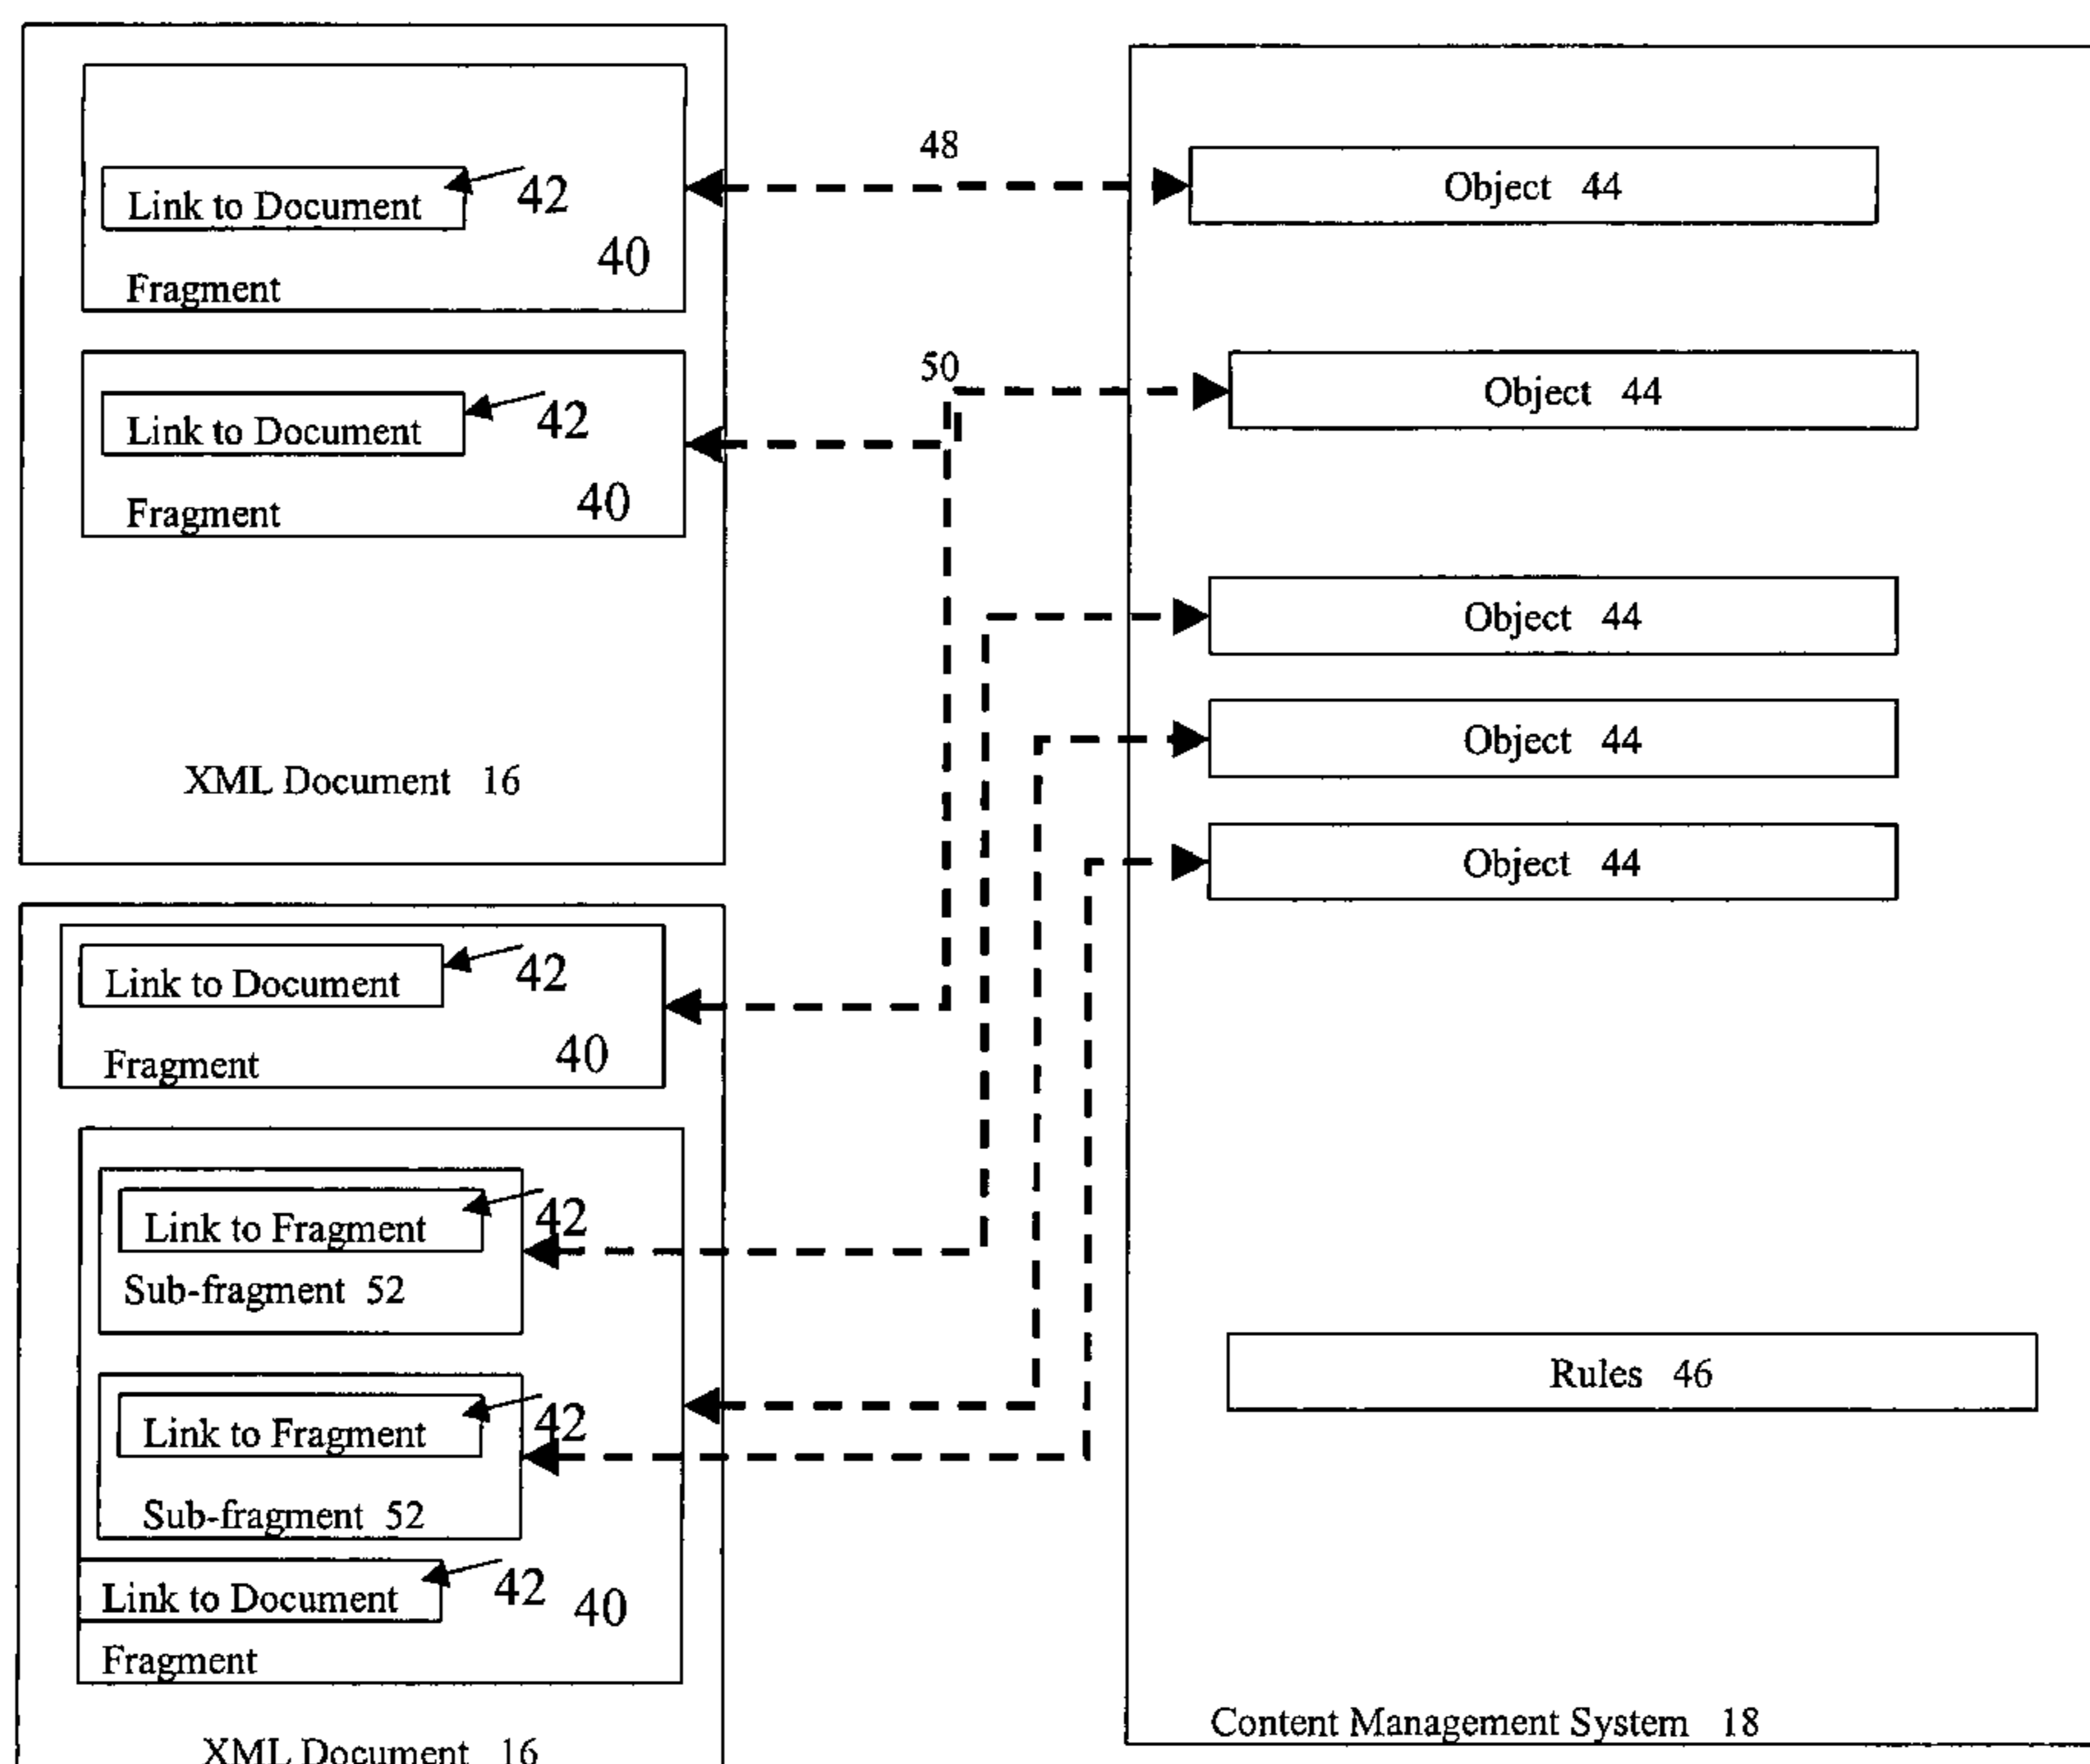 Link to Document 42
40
Fragment
Link to Document 42
40
Fragment
XML Document 16
Link to Document 42
40
Fragment
Link to Fragment 42
Sub-fragment 52
Link to Fragment 42
Sub-fragment 52
Link to Document 42
40
Fragment
XML Document 16
48
50
Object 44
Object 44
Object 44
Object 44
Object 44
Rules 46
Content Management System 18